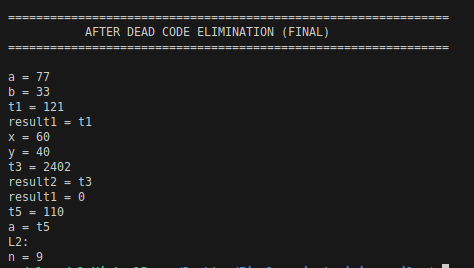 ===============================================================
AFTER DEAD CODE ELIMINATION (FINAL)
===============================================================
a = 77
b = 33
t1 = 121
result1 = t1
x = 60
y = 40
t3 = 2402
result2 = t3
result1 = 0
t5 = 110
a = t5
L2:
n = 9